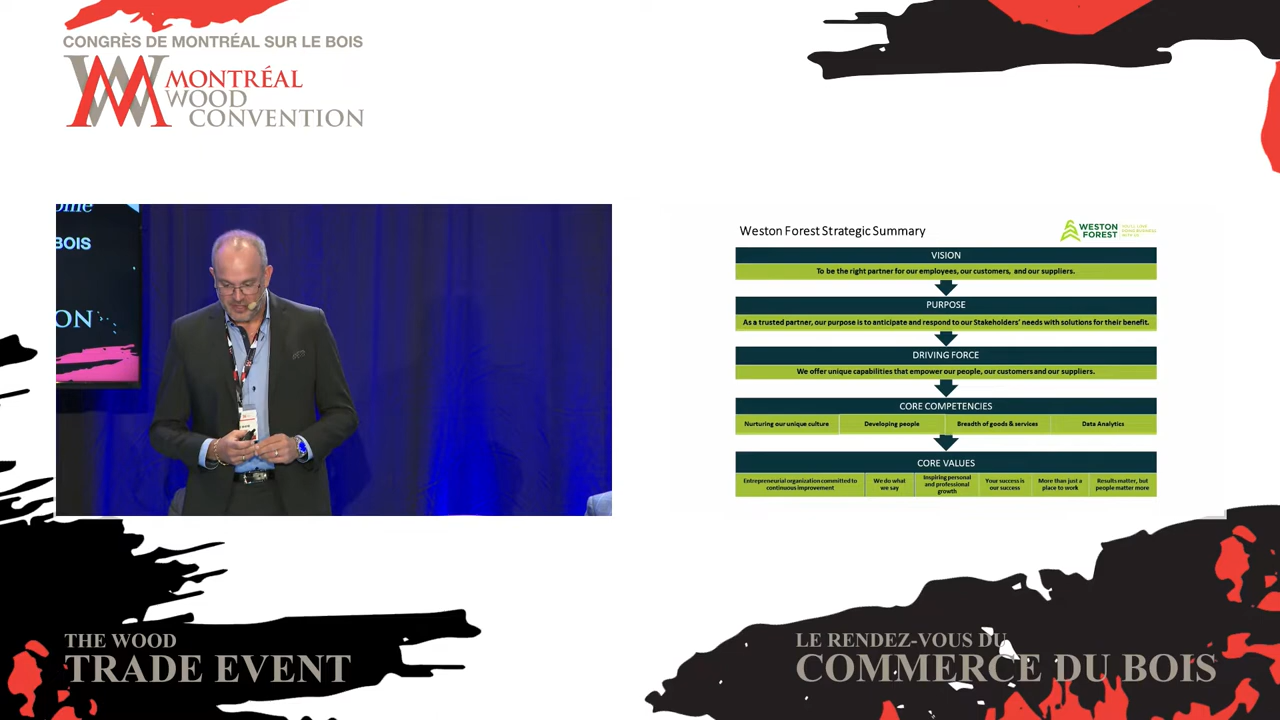 CONGRÈS DE MONTRÉAL SUR LE BOIS
MONTRÉAL
WOOD
CONVENTION
BOIS
ON
Weston Forest Strategic Summary
WESTON
FOREST
VISION
To be the right partner for our employees, our customers, and our suppliers.
PURPOSE
As a trusted partner, our purpose is to anticipate and respond to our Stakeholders' needs with solutions for their benefit.
DRIVING FORCE
We offer unique capabilities that empower our people, our customers and our suppliers.
CORE COMPETENCIES
Nurturing our unique culture
Developing people
Breadth of goods & services
Data Analytics
CORE VALUES
Entrepreneurial organization committed to
continuous improvement
We do what
we say
Inspiring personal
and professional
growth
Your success is
our success
More than just a
place to work
Results matter, but
people matter more
THE WOOD
TRADE EVENT
LE RENDEZ-VOUS DU
COMMERCE DU BOIS